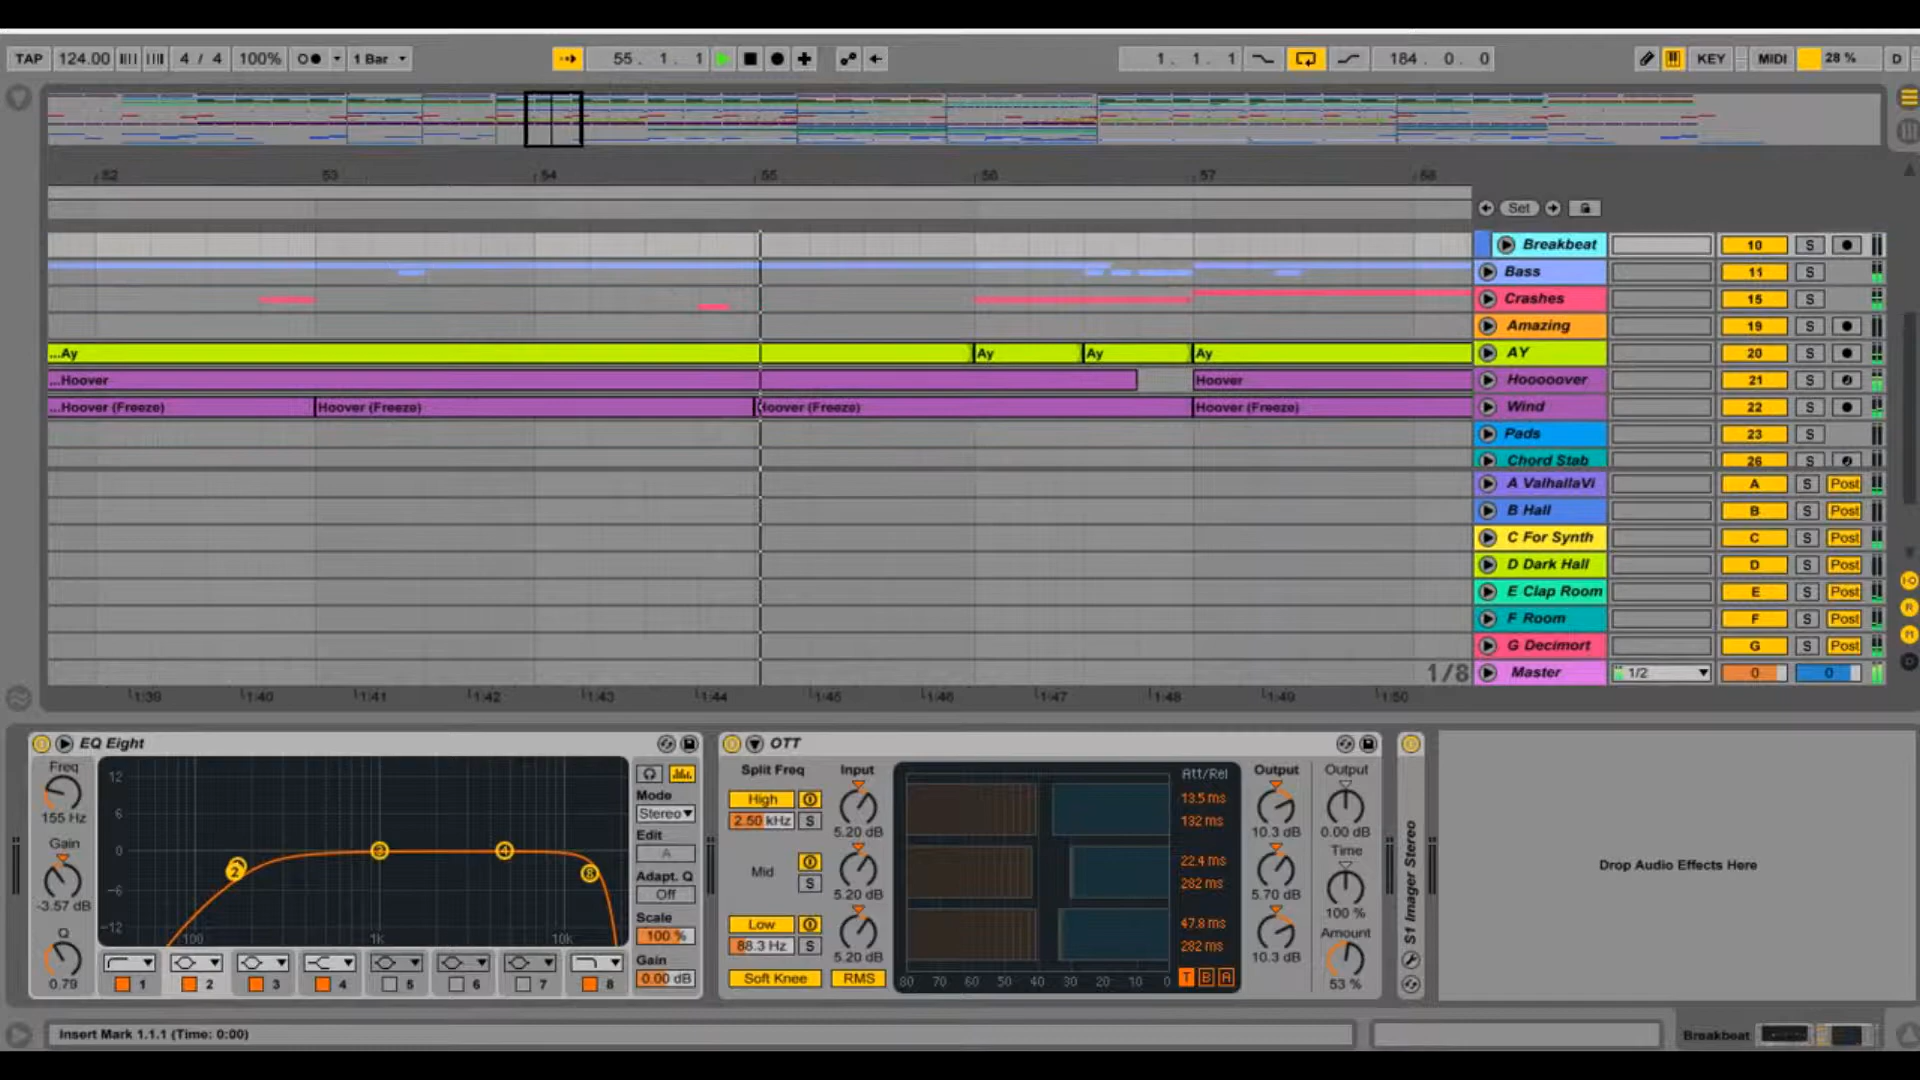 TAP 124.00 4 / 4 100% 1 Bar 55. 1. 1 1. 1. 1 184. 0. 0 KEY MIDI 28 % D
52 53 54 55 56 57 58
Set
Breakbeat 10 S
Bass 11 S
Crashes 15 S
Amazing 19 S
...Ay Ay Ay Ay AY 20 S
...Hoover Hoover Hooooover 21 S
...Hoover (Freeze) Hoover (Freeze) Hoover (Freeze) Hoover (Freeze) Wind 22 S
Pads 23 S
Chord Stab 26 S
A ValhallaVi A S Post
B Hall B S Post
C For Synth C S Post
D Dark Hall D S Post
E Clap Room E S Post
F Room F S Post
G Decimort G S Post
1/8 Master 1/2 0 0
1:39 1:40 1:41 1:42 1:43 1:44 1:45 1:46 1:47 1:48 1:49 1:50
EQ Eight
Freq
155 Hz
Gain
-3.57 dB
Q
0.79
12
6
0
-6
-12
100 1K 10K
2 3 4 8
1 2 3 4 5 6 7 8
Mode
Stereo
Edit
A
Adapt. Q
Off
Scale
100 %
Gain
0.00 dB
OTT
Split Freq Input
High
2.50 kHz S 5.20 dB
Mid S 5.20 dB
Low
88.3 Hz S 5.20 dB
Soft Knee RMS
80 70 60 50 40 30 20 10 0
Att/Rel
13.5 ms
132 ms
22.4 ms
282 ms
47.8 ms
282 ms
T B A
Output
10.3 dB
5.70 dB
10.3 dB
Output
0.00 dB
Time
100 %
Amount
53 %
S1 Imager Stereo
Drop Audio Effects Here
Insert Mark 1.1.1 (Time: 0:00)
Breakbeat